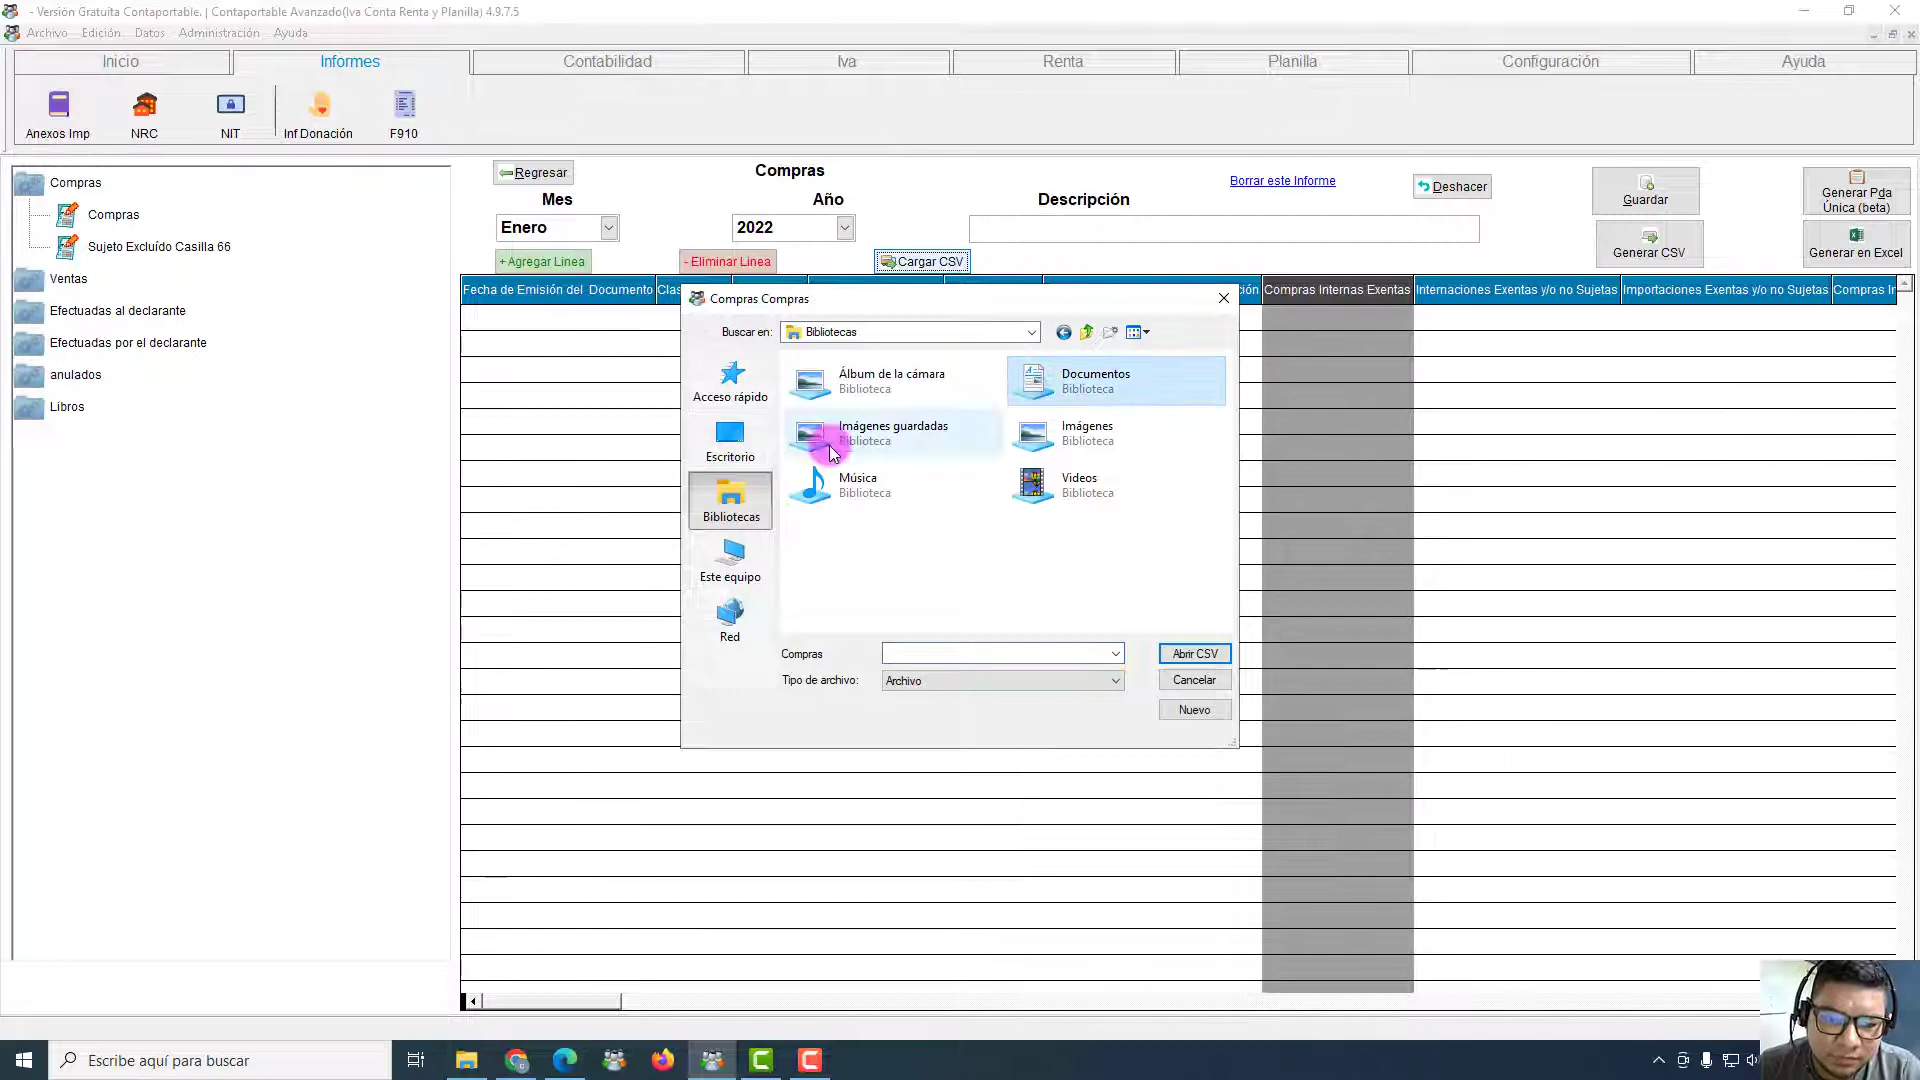 - Versión Gratuita Contaportable. | Contaportable Avanzado(Iva Conta Renta y Planilla) 4.9.7.5
Archivo Edición Datos Administración Ayuda
Inicio Informes Contabilidad Iva Renta Planilla Configuración Ayuda
Anexos Imp NRC NIT Inf Donación F910
Compras
Compras
Sujeto Excluído Casilla 66
Ventas
Efectuadas al declarante
Efectuadas por el declarante
anulados
Libros
Regresar Compras Borrar este Informe Deshacer Guardar Generar Pda Única (beta)
Mes Año Descripción
Enero 2022
Generar CSV Generar en Excel
+ Agregar Linea - Eliminar Linea Cargar CSV
Fecha de Emisión del Documento Clas ión Compras Internas Exentas Internaciones Exentas y/o no Sujetas Importaciones Exentas y/o no Sujetas Compras In
Compras Compras
Buscar en: Bibliotecas
Acceso rápido
Escritorio
Bibliotecas
Este equipo
Red
Álbum de la cámara
Biblioteca
Documentos
Biblioteca
Imágenes guardadas
Biblioteca
Imágenes
Biblioteca
Música
Biblioteca
Videos
Biblioteca
Compras Abrir CSV
Tipo de archivo: Archivo Cancelar
Nuevo
Escribe aquí para buscar